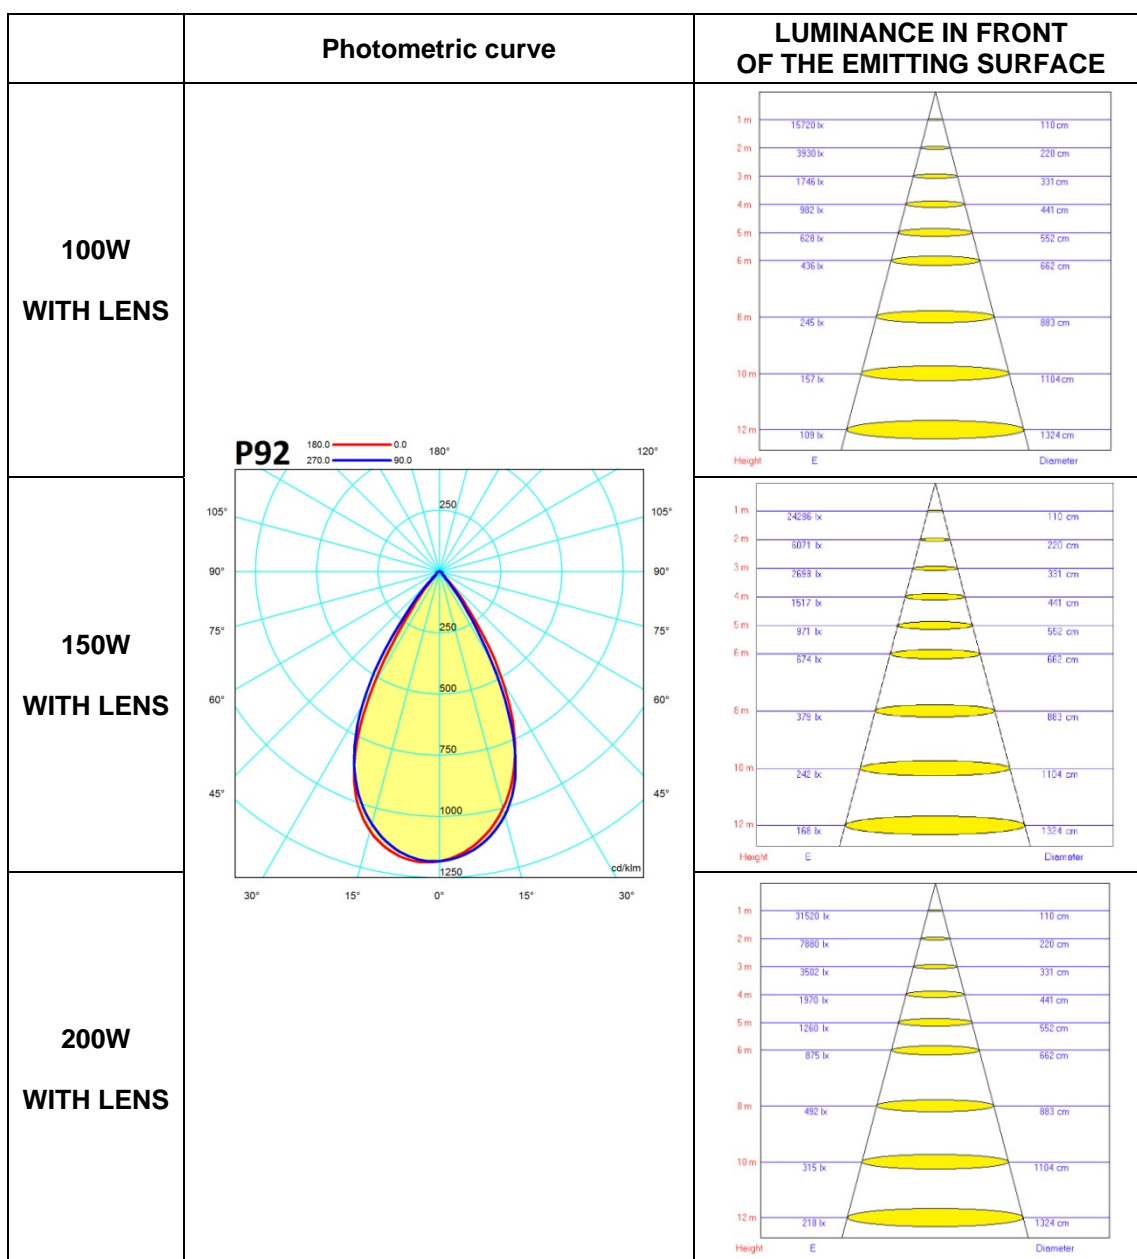 Photometric curve
LUMINANCE IN FRONT
OF THE EMITTING SURFACE
100W
WITH LENS
1 m 15720 lx 110 cm
2 m 3930 lx 220 cm
3 m 1746 lx 331 cm
4 m 982 lx 441 cm
5 m 628 lx 552 cm
6 m 436 lx 662 cm
8 m 245 lx 883 cm
10 m 157 lx 1104 cm
12 m 109 lx 1324 cm
Height E Diameter
P92
180.0 0.0
270.0 90.0
180° 120°
250
105° 105°
90° 90°
250
75° 75°
500
60° 60°
750
45° 45°
1000
1250 cd/klm
30° 15° 0° 15° 30°
150W
WITH LENS
1 m 24286 lx 110 cm
2 m 6071 lx 220 cm
3 m 2698 lx 331 cm
4 m 1517 lx 441 cm
5 m 971 lx 552 cm
6 m 674 lx 662 cm
8 m 379 lx 883 cm
10 m 242 lx 1104 cm
12 m 168 lx 1324 cm
Height E Diameter
200W
WITH LENS
1 m 31520 lx 110 cm
2 m 7880 lx 220 cm
3 m 3502 lx 331 cm
4 m 1970 lx 441 cm
5 m 1260 lx 552 cm
6 m 875 lx 662 cm
8 m 492 lx 883 cm
10 m 315 lx 1104 cm
12 m 218 lx 1324 cm
Height E Diameter